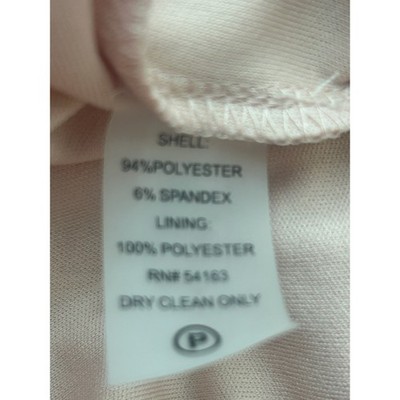 SHELL:
94%POLYESTER
6% SPANDEX
LINING:
100% POLYESTER
RN# 54163
DRY CLEAN ONLY
P